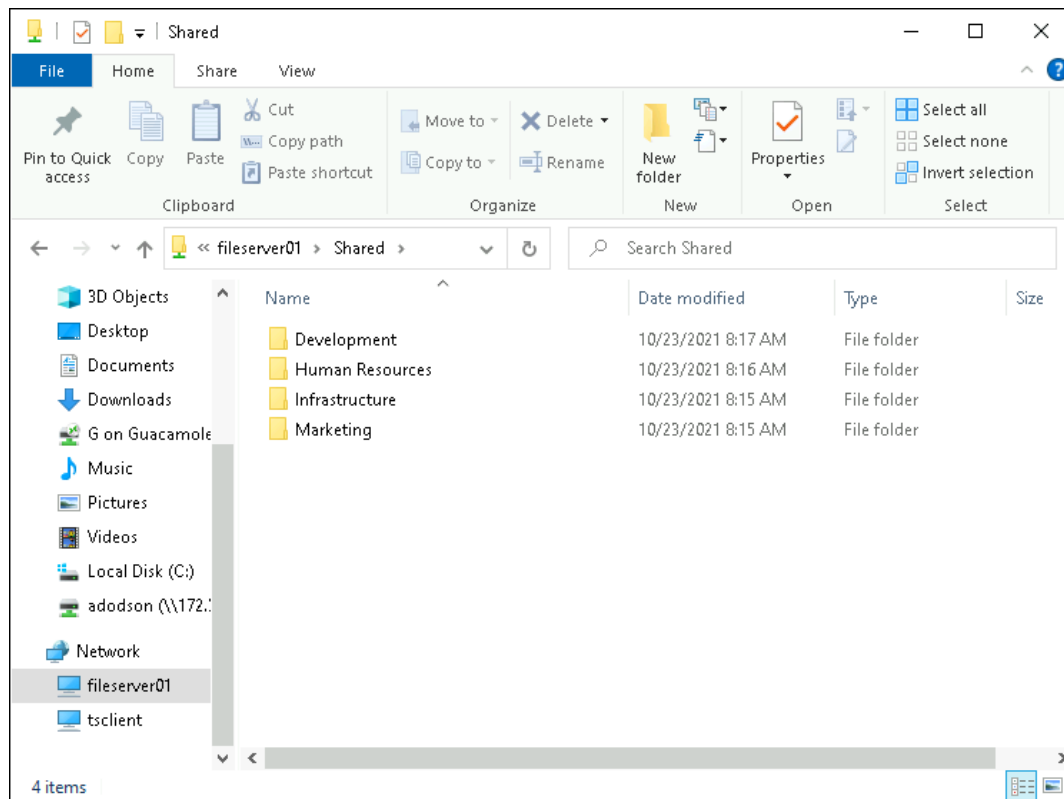 Shared
File Home Share View
Pin to Quick access
Copy
Paste
Cut
Copy path
Paste shortcut
Clipboard
Move to
Copy to
Delete
Rename
Organize
New folder
New
Properties
Open
Select all
Select none
Invert selection
Select
« fileserver01 > Shared >
Search Shared
3D Objects
Desktop
Documents
Downloads
G on Guacamole
Music
Pictures
Videos
Local Disk (C:)
adodson (\\172.
Network
fileserver01
tsclient
Name Date modified Type Size
Development 10/23/2021 8:17 AM File folder
Human Resources 10/23/2021 8:16 AM File folder
Infrastructure 10/23/2021 8:15 AM File folder
Marketing 10/23/2021 8:15 AM File folder
4 items